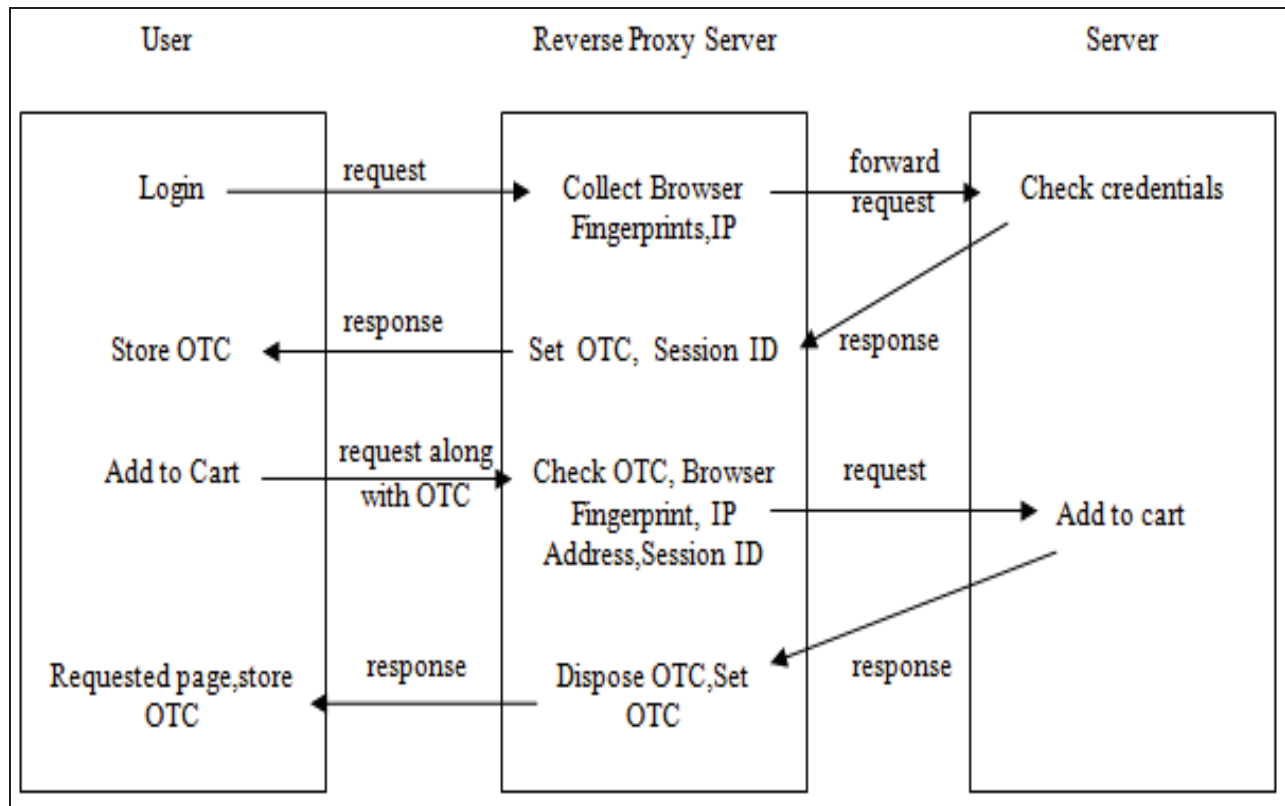 User
Reverse Proxy Server
Server
Login
request
Collect Browser
Fingerprints,IP
forward
request
Check credentials
Store OTC
response
Set OTC, Session ID
response
Add to Cart
request along
with OTC
Check OTC, Browser
Fingerprint, IP
Address,Session ID
request
Add to cart
Requested page,store
OTC
response
Dispose OTC,Set
OTC
response